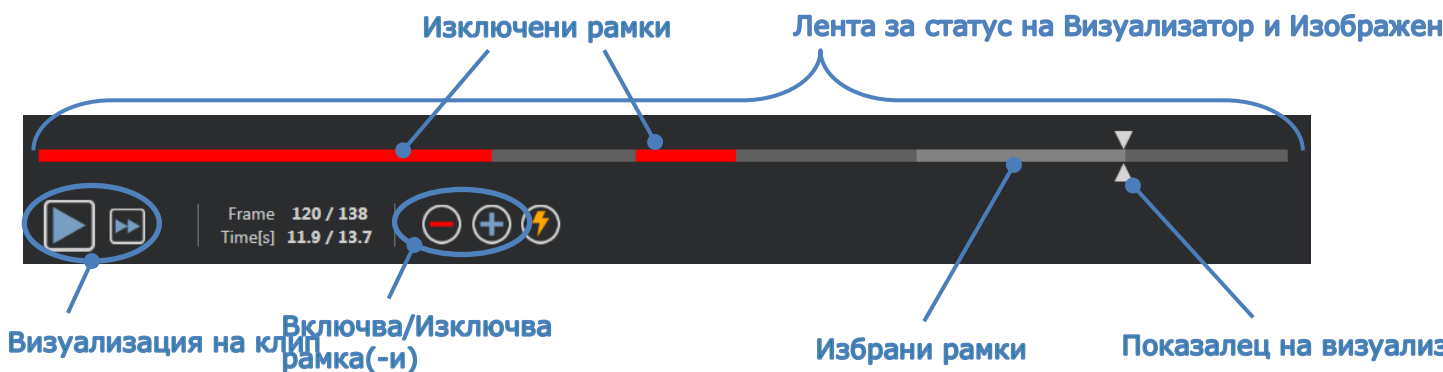 Изключени рамки
Лента за статус на Визуализатор и Изображен
Frame 120 / 138
Time[s] 11.9 / 13.7
Визуализация на клип
Включва/Изключва
рамка(-и)
Избрани рамки
Показалец на визуализ